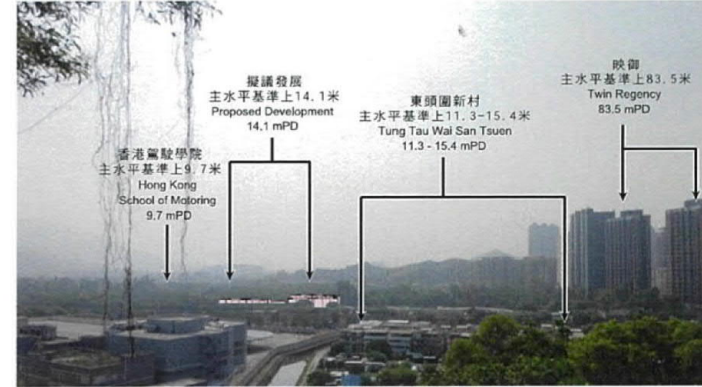 香港駕駛學院
主水平基準上9.7米
Hong Kong
School of Motoring
9.7 mPD
擬議發展
主水平基準上14.1米
Proposed Development
14.1 mPD
東頭圍新村
主水平基準上11.3-15.4米
Tung Tau Wai San Tsuen
11.3 - 15.4 mPD
映御
主水平基準上83.5米
Twin Regency
83.5 mPD